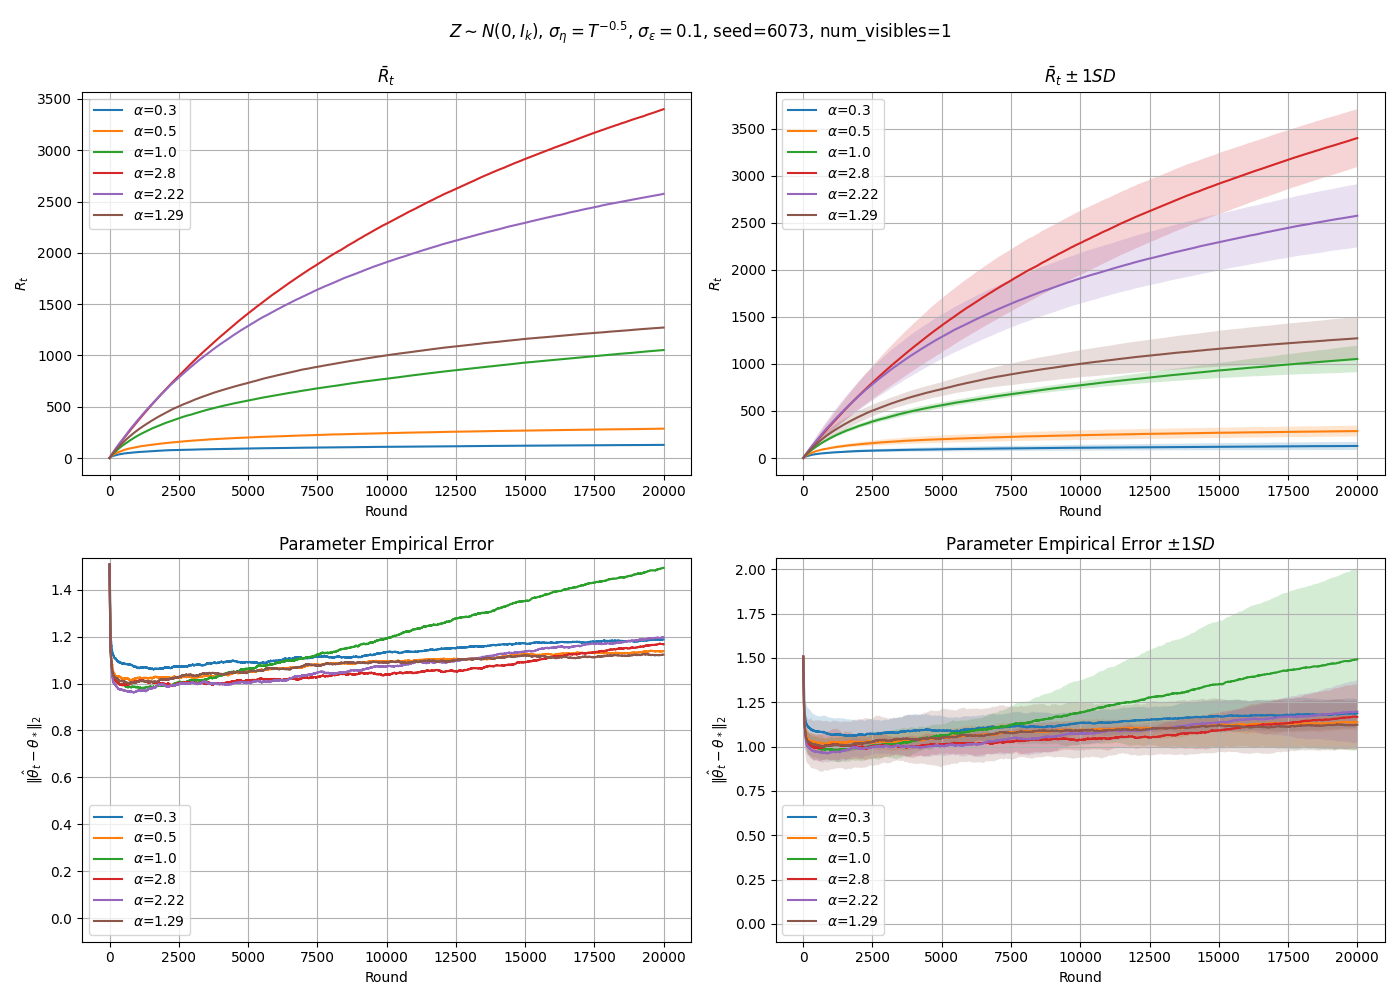 Z ∼ N(0, I_k), σ_η = T^{−0.5}, σ_ε = 0.1, seed=6073, num_visibles=1
R̄_t
R_t
3500
3000
2500
2000
1500
1000
500
0
α=0.3
α=0.5
α=1.0
α=2.8
α=2.22
α=1.29
0 2500 5000 7500 10000 12500 15000 17500 20000
Round
R̄_t ± 1SD
R_t
3500
3000
2500
2000
1500
1000
500
0
α=0.3
α=0.5
α=1.0
α=2.8
α=2.22
α=1.29
0 2500 5000 7500 10000 12500 15000 17500 20000
Round
Parameter Empirical Error
‖θ̂_t − θ_*‖_2
1.4
1.2
1.0
0.8
0.6
0.4
0.2
0.0
α=0.3
α=0.5
α=1.0
α=2.8
α=2.22
α=1.29
0 2500 5000 7500 10000 12500 15000 17500 20000
Round
Parameter Empirical Error ±1SD
‖θ̂_t − θ_*‖_2
2.00
1.75
1.50
1.25
1.00
0.75
0.50
0.25
0.00
α=0.3
α=0.5
α=1.0
α=2.8
α=2.22
α=1.29
0 2500 5000 7500 10000 12500 15000 17500 20000
Round